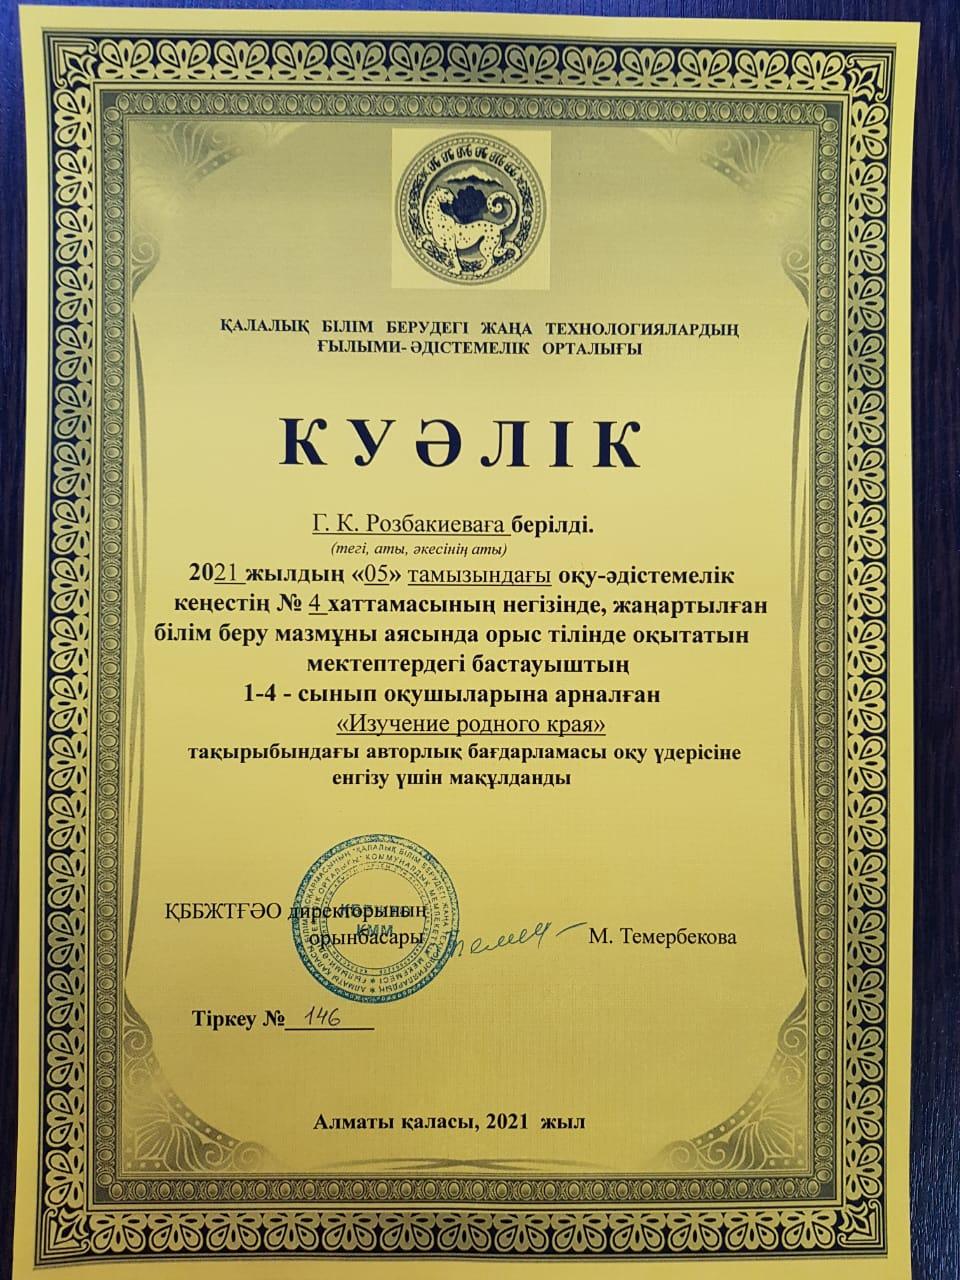 ҚАЛАЛЫҚ БІЛІМ БЕРУДЕГІ ЖАҢА ТЕХНОЛОГИЯЛАРДЫҢ
ҒЫЛЫМИ-ӘДІСТЕМЕЛІК ОРТАЛЫҒЫ
КУӘЛІК
Г. К. Розбакиеваға берілді.
(тегі, аты, әкесінің аты)
2021 жылдың «05» тамызындағы оқу-әдістемелік
кеңестің № 4 хаттамасының негізінде, жаңартылған
білім беру мазмұны аясында орыс тілінде оқытатын
мектептердегі бастауыштың
1-4 - сынып оқушыларына арналған
«Изучение родного края»
тақырыбындағы авторлық бағдарламасы оқу үдерісіне
енгізу үшін мақұлданды
ҚББЖТҒӘО директорының
орынбасары М. Темербекова
Тіркеу № 146
Алматы қаласы, 2021 жыл